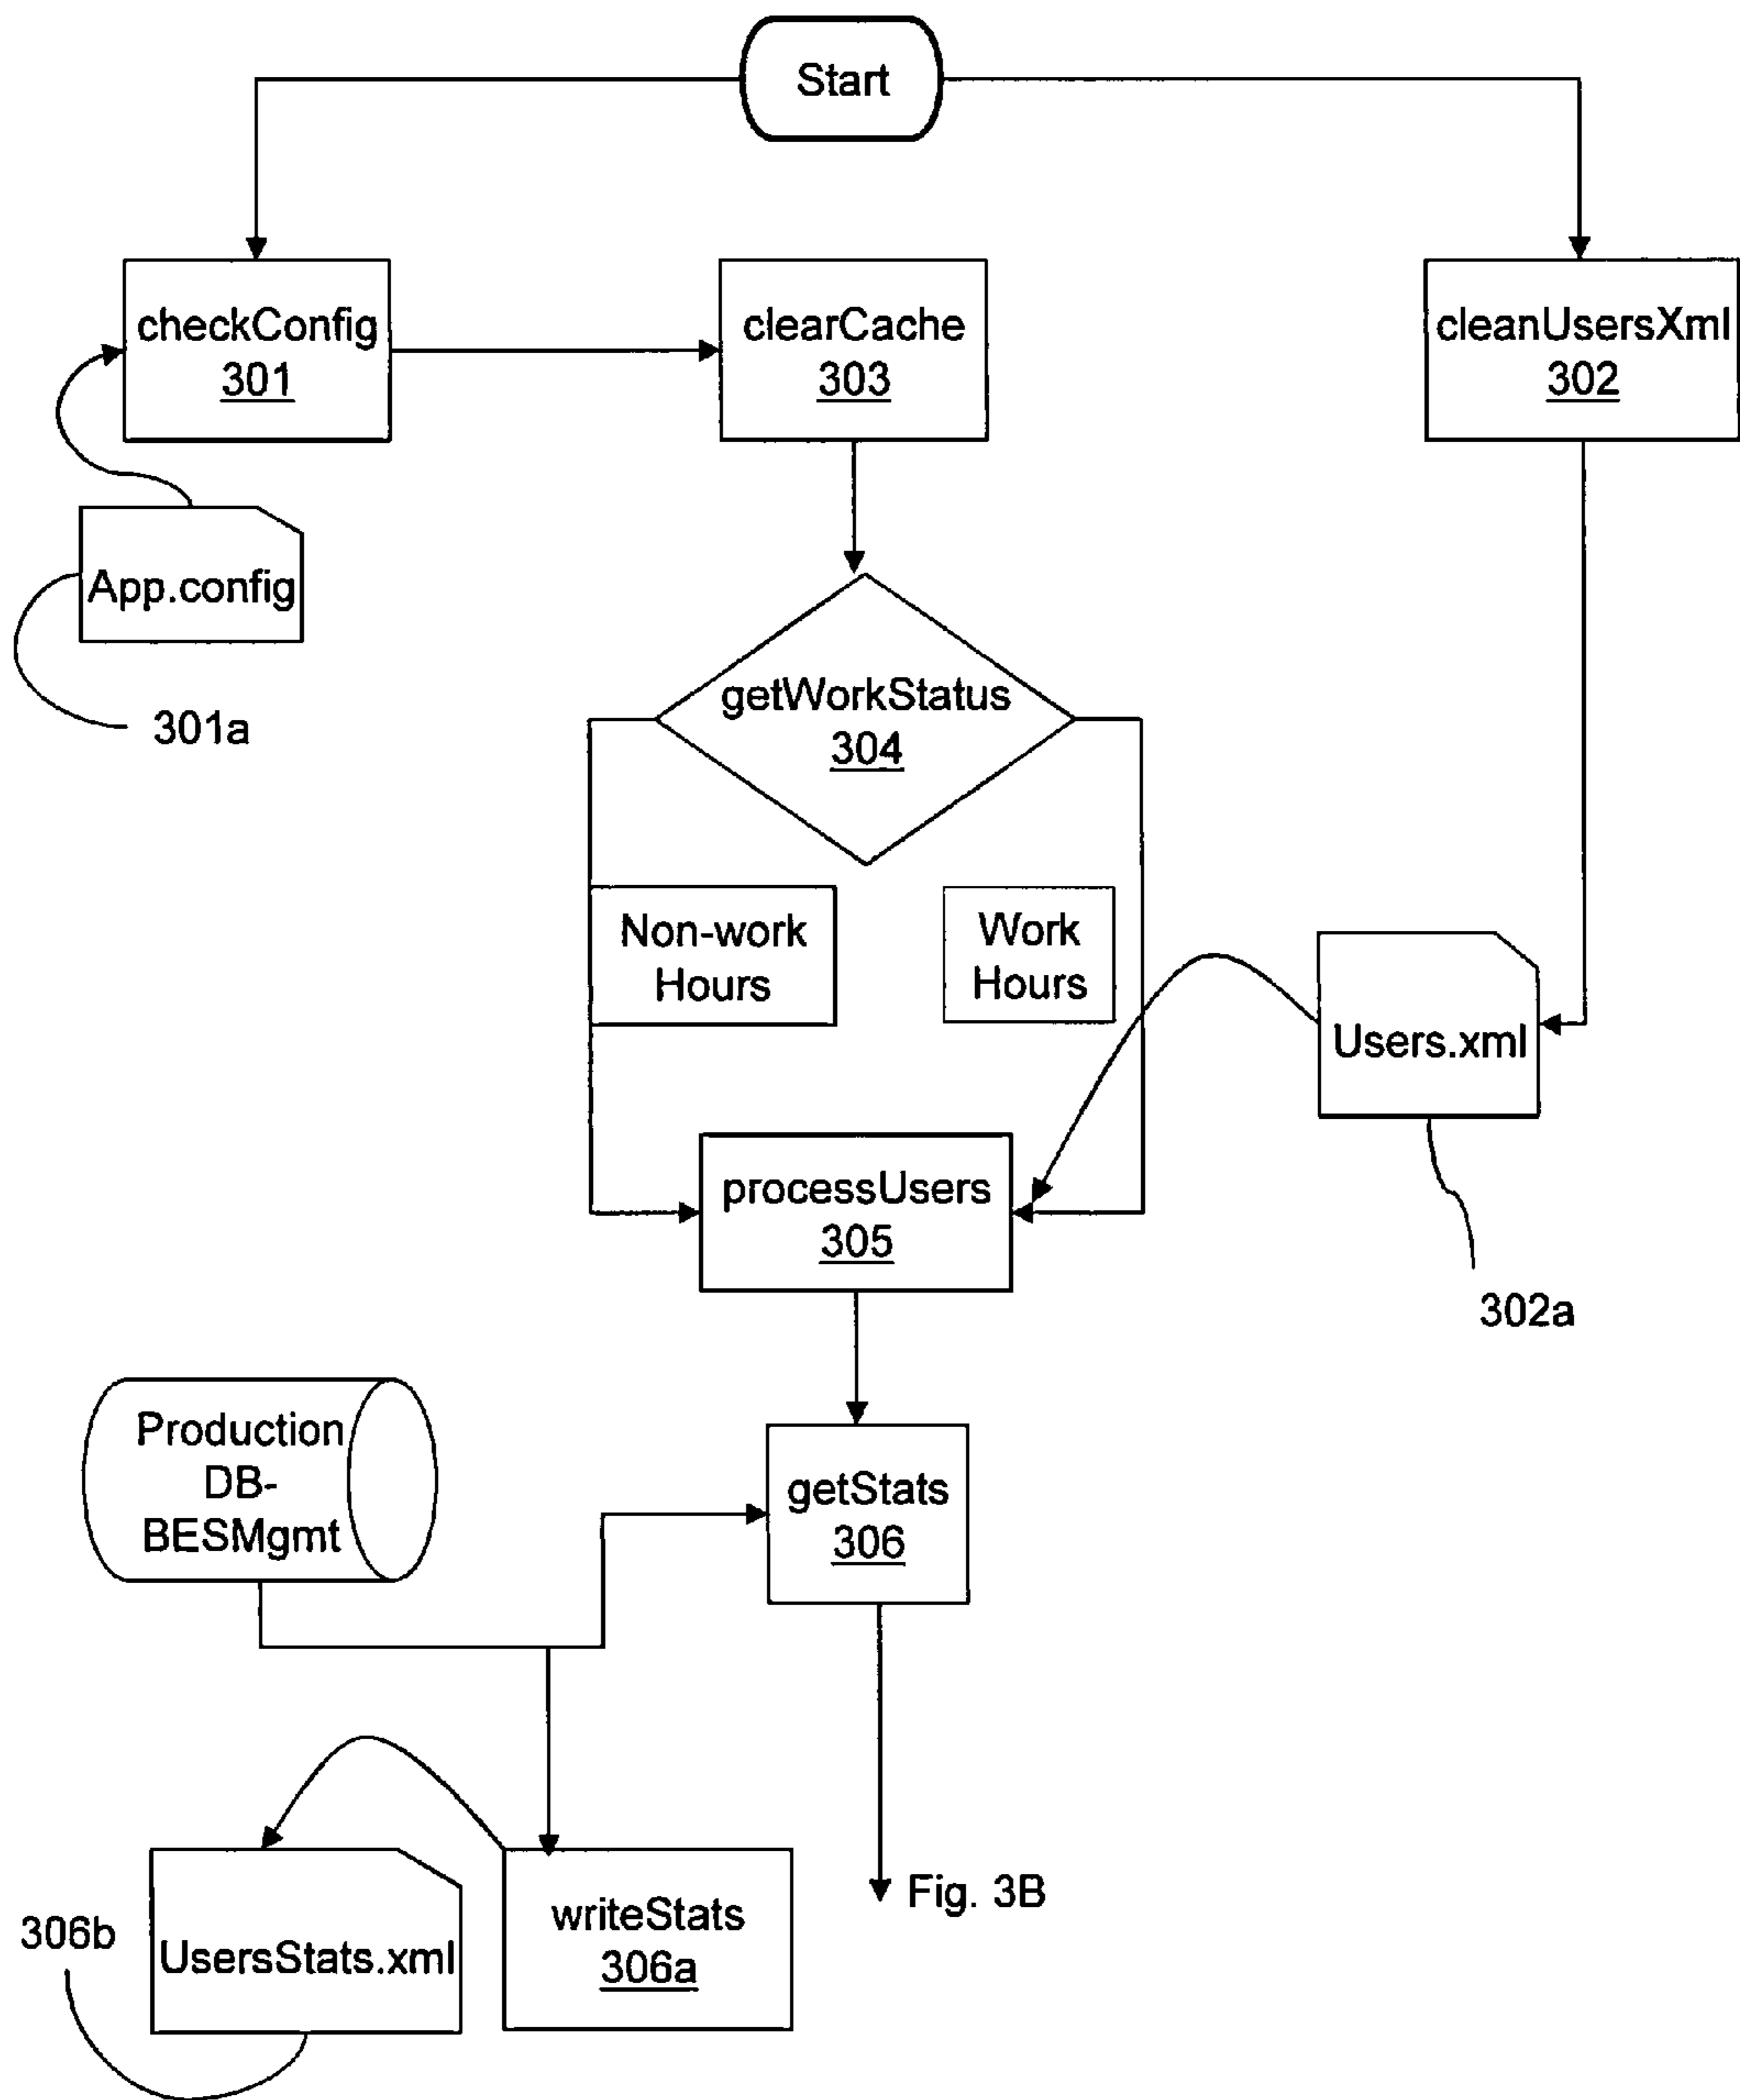 Start
checkConfig
301
clearCache
303
cleanUsersXml
302
App.config
301a
getWorkStatus
304
Non-work
Hours
Work
Hours
Users.xml
302a
processUsers
305
Production
DB-
BESMgmt
getStats
306
Fig. 3B
306b
UsersStats.xml
writeStats
306a